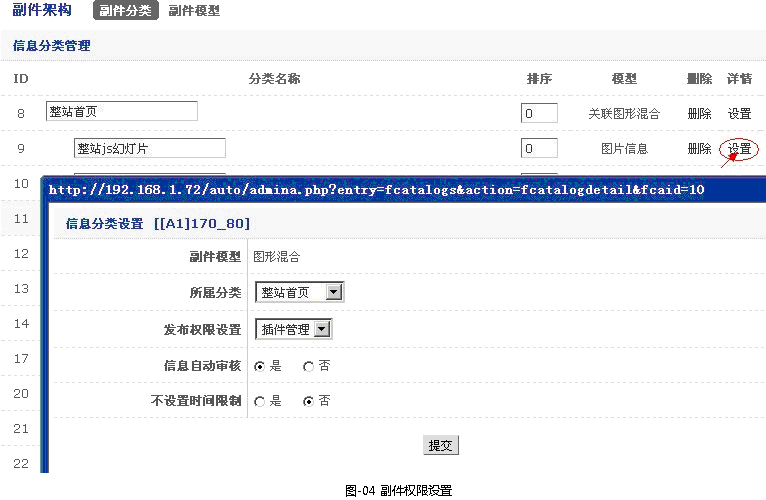 副件架构 副件分类 副件模型
信息分类管理
ID 分类名称 排序 模型 删除 详情
8 整站首页 0 关联图形混合 删除 设置
9 整站js幻灯片 0 图片信息 删除 设置
10
http://192.168.1.72/auto/admina.php?entry=fcatalogs&action=fcatalogdetail&fcaid=10
11 信息分类设置 [[A1]170_80]
12 副件模型 图形混合
13 所属分类 整站首页
14 发布权限设置 插件管理
17 信息自动审核 是 否
20 不设置时间限制 是 否
21
提交
22
图-04 副件权限设置